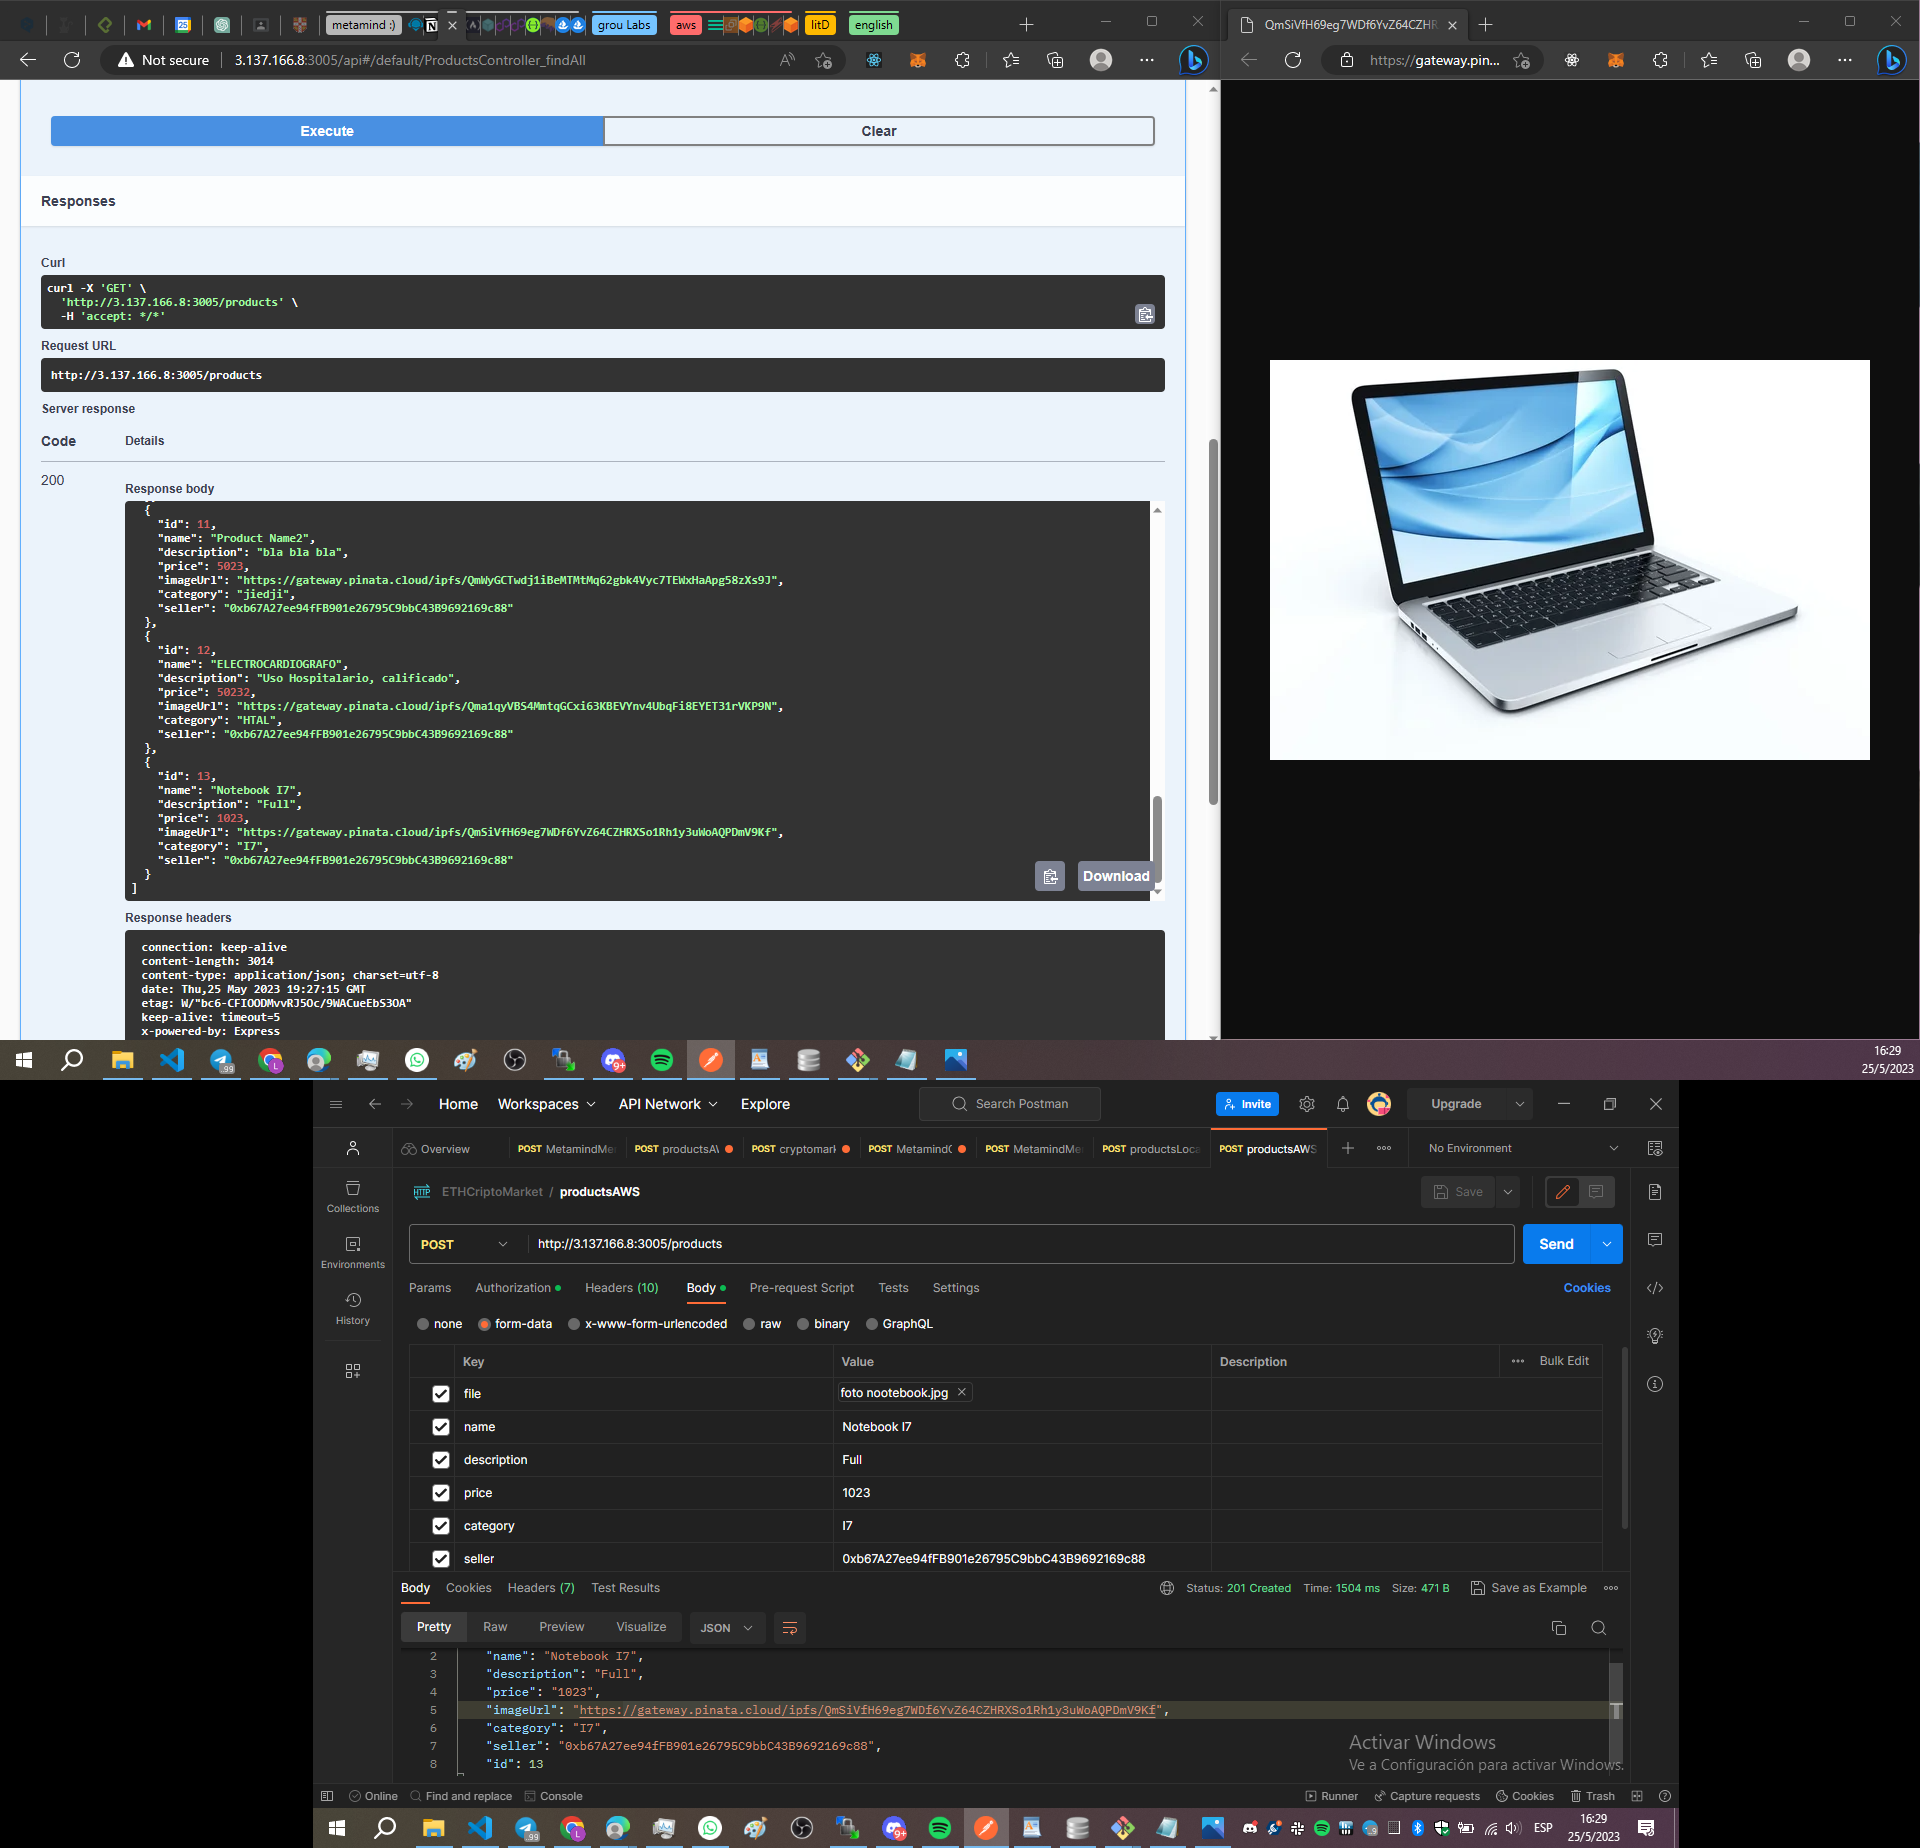 metamind :)
grou Labs
aws
litD
english
Not secure
3.137.166.8:3005/api#/default/ProductsController_findAll
QmSiVfH69eg7WDf6YvZ64CZHR
https://gateway.pin...
Execute
Clear
Responses
Curl
curl -X 'GET' \
'http://3.137.166.8:3005/products' \
-H 'accept: */*'
Request URL
http://3.137.166.8:3005/products
Server response
Code
Details
200
Response body
{
"id": 11,
"name": "Product Name2",
"description": "bla bla bla",
"price": 5023,
"imageUrl": "https://gateway.pinata.cloud/ipfs/QmWyGCTwdj1iBeMTMtMq62gbk4Vyc7TEWxHaApg58zXs9J",
"category": "jiedji",
"seller": "0xb67A27ee94fFB901e26795C9bbC43B9692169c88"
},
{
"id": 12,
"name": "ELECTROCARDIOGRAFO",
"description": "Uso Hospitalario, calificado",
"price": 50232,
"imageUrl": "https://gateway.pinata.cloud/ipfs/Qma1qyVBS4MmtqGCxi63KBEVYnv4UbqFi8EYET31rVKP9N",
"category": "HTAL",
"seller": "0xb67A27ee94fFB901e26795C9bbC43B9692169c88"
},
{
"id": 13,
"name": "Notebook I7",
"description": "Full",
"price": 1023,
"imageUrl": "https://gateway.pinata.cloud/ipfs/QmSiVfH69eg7WDf6YvZ64CZHRXSo1Rh1y3uWoAQPDmV9Kf",
"category": "I7",
"seller": "0xb67A27ee94fFB901e26795C9bbC43B9692169c88"
}
]
Download
Response headers
connection: keep-alive
content-length: 3014
content-type: application/json; charset=utf-8
date: Thu,25 May 2023 19:27:15 GMT
etag: W/"bc6-CFIOODMvvRJ5Oc/9WACueEbS3OA"
keep-alive: timeout=5
x-powered-by: Express
16:29
25/5/2023
Home
Workspaces
API Network
Explore
Search Postman
Invite
Upgrade
Overview
POST MetamindMe
POST productsAV
POST cryptomark
POST Metamind(
POST MetamindMe
POST productsLoca
POST productsAWS
No Environment
Collections
Environments
History
HTTP
ETHCriptoMarket / productsAWS
Save
POST
http://3.137.166.8:3005/products
Send
Params
Authorization
Headers (10)
Body
Pre-request Script
Tests
Settings
Cookies
none
form-data
x-www-form-urlencoded
raw
binary
GraphQL
Key
Value
Description
Bulk Edit
file
foto nootebook.jpg
name
Notebook I7
description
Full
price
1023
category
I7
seller
0xb67A27ee94fFB901e26795C9bbC43B9692169c88
Body
Cookies
Headers (7)
Test Results
Status: 201 Created
Time: 1504 ms
Size: 471 B
Save as Example
Pretty
Raw
Preview
Visualize
JSON
2 "name": "Notebook I7",
3 "description": "Full",
4 "price": "1023",
5 "imageUrl": "https://gateway.pinata.cloud/ipfs/QmSiVfH69eg7WDf6YvZ64CZHRXSo1Rh1y3uWoAQPDmV9Kf",
6 "category": "I7",
7 "seller": "0xb67A27ee94fFB901e26795C9bbC43B9692169c88",
8 "id": 13
Activar Windows
Ve a Configuración para activar Windows.
Online
Find and replace
Console
Runner
Capture requests
Cookies
Trash
ESP
16:29
25/5/2023